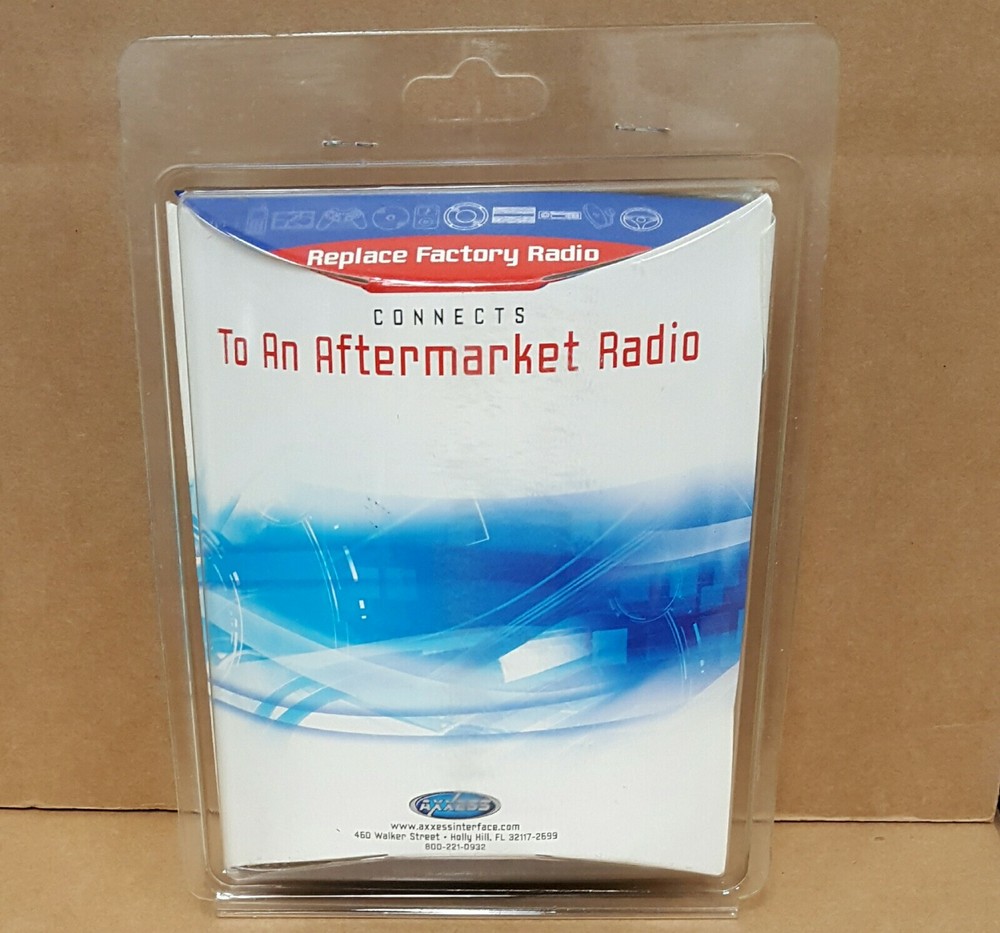 Replace Factory Radio
CONNECTS
To An Aftermarket Radio
AXXESS
www.axxessinterface.com
460 Walker Street • Holly Hill, FL 32117-2699
800-221-0932